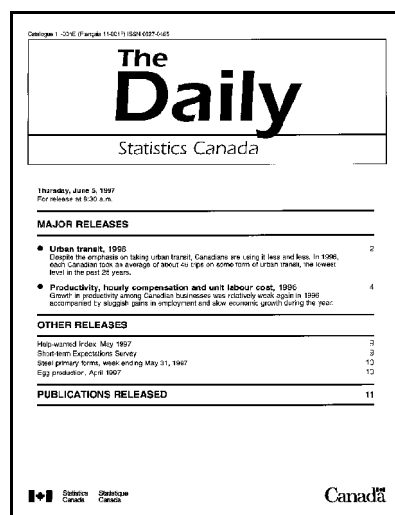 Catalogue 11-001E (Français 11-001F) ISSN 0827-0465
The
Daily
Statistics Canada
Thursday, June 5, 1997
For release at 8:30 a.m.
MAJOR RELEASES
● Urban transit, 1996 2
Despite the emphasis on taking urban transit, Canadians are using it less and less. In 1996,
each Canadian took an average of about 48 trips on some form of urban transit, the lowest
level in the past 25 years.
● Productivity, hourly compensation and unit labour cost, 1996 4
Growth in productivity among Canadian businesses was relatively weak again in 1996
accompanied by sluggish gains in employment and slow economic growth during the year.
OTHER RELEASES
Help-wanted Index, May 1997 9
Short-term Expectations Survey 9
Steel primary forms, week ending May 31, 1997 10
Egg production, April 1997 10
PUBLICATIONS RELEASED 11
Statistics Statistique
Canada Canada
Canada